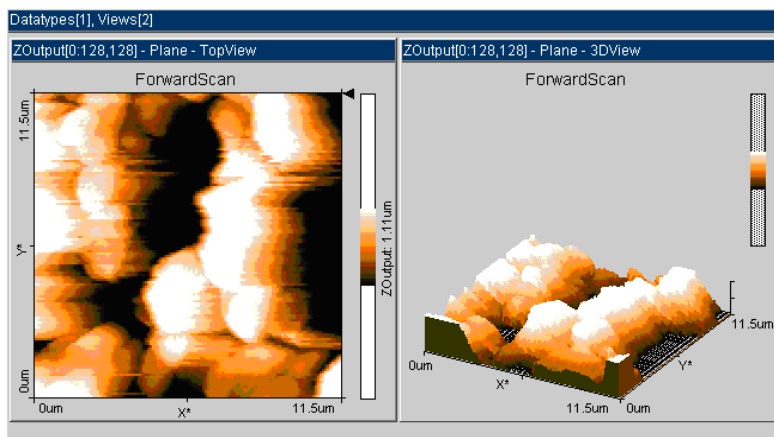 Datatypes[1], Views[2]
ZOutput[0:128,128] - Plane - TopView
ForwardScan
11.5um
Y*
0um
0um
X*
11.5um
ZOutput: 1.11um
ZOutput[0:128,128] - Plane - 3DView
ForwardScan
0um
X*
11.5um
0um
Y*
11.5um